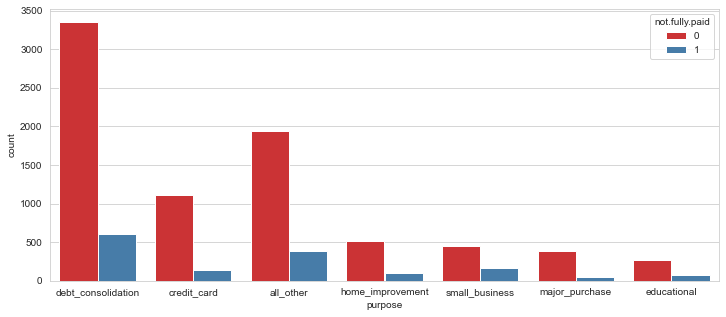 3500
3000
2500
2000
1500
1000
500
0
count
not.fully.paid
0
1
debt_consolidation credit_card all_other home_improvement small_business major_purchase educational
purpose